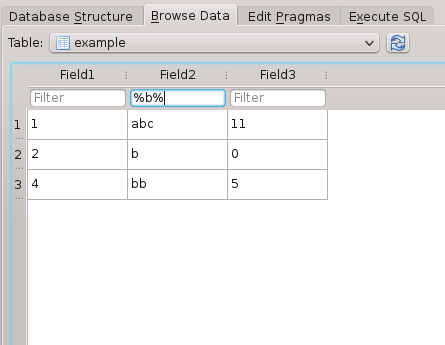 Database Structure Browse Data Edit Pragmas Execute SQL
Table: example
Field1 Field2 Field3
Filter %b% Filter
1 1 abc 11
2 2 b 0
3 4 bb 5